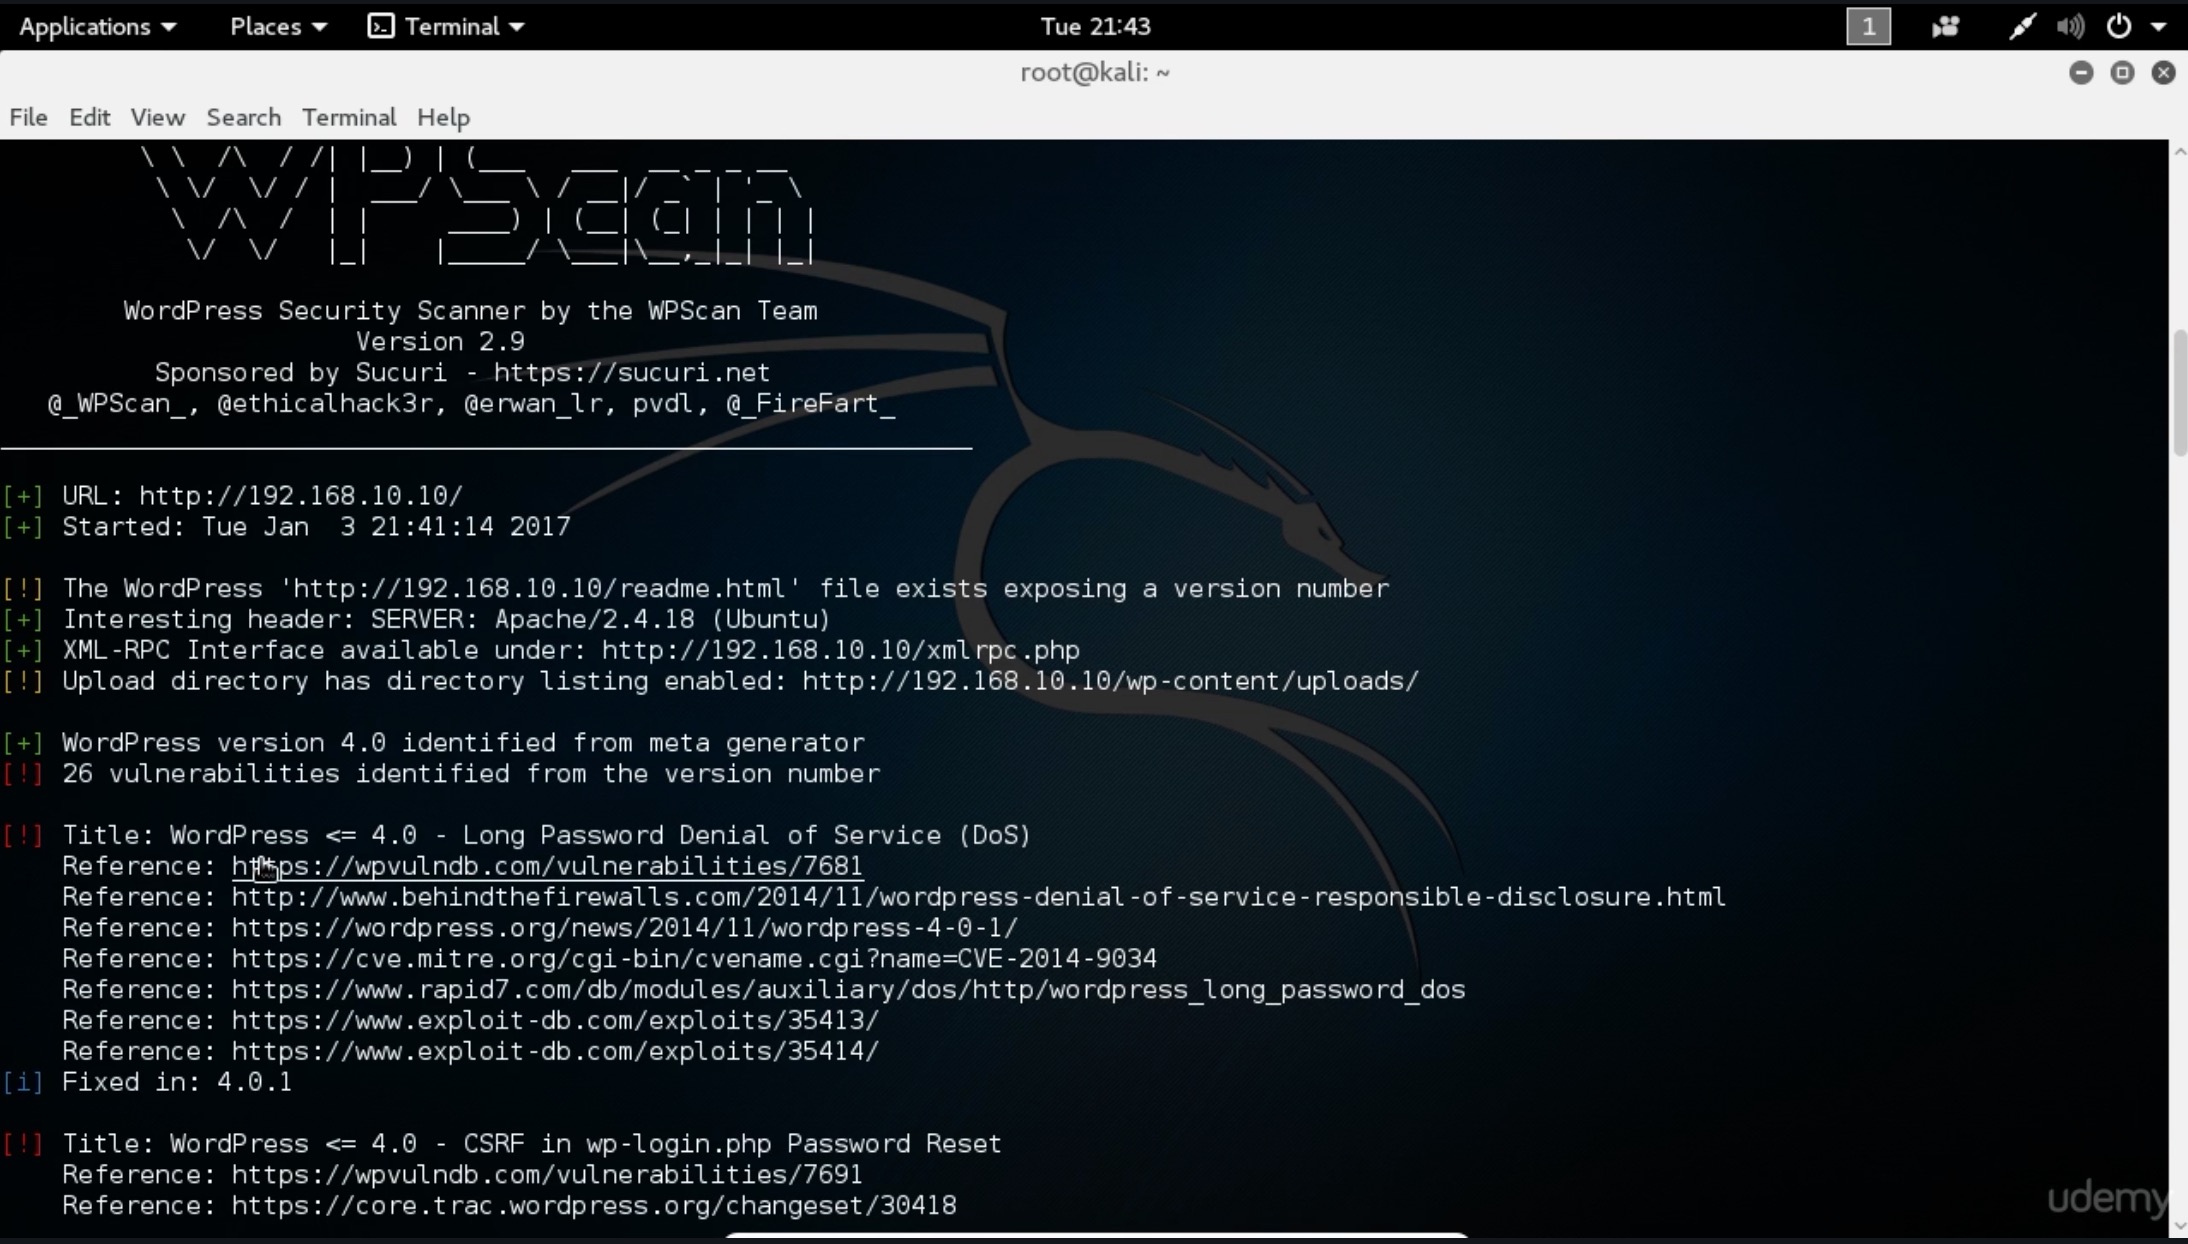 Applications Places Terminal Tue 21:43 1
root@kali: ~
File Edit View Search Terminal Help
WPScan
WordPress Security Scanner by the WPScan Team
Version 2.9
Sponsored by Sucuri - https://sucuri.net
@_WPScan_, @ethicalhack3r, @erwan_lr, pvdl, @_FireFart_
[+] URL: http://192.168.10.10/
[+] Started: Tue Jan  3 21:41:14 2017
[!] The WordPress 'http://192.168.10.10/readme.html' file exists exposing a version number
[+] Interesting header: SERVER: Apache/2.4.18 (Ubuntu)
[+] XML-RPC Interface available under: http://192.168.10.10/xmlrpc.php
[!] Upload directory has directory listing enabled: http://192.168.10.10/wp-content/uploads/
[+] WordPress version 4.0 identified from meta generator
[!] 26 vulnerabilities identified from the version number
[!] Title: WordPress <= 4.0 - Long Password Denial of Service (DoS)
Reference: https://wpvulndb.com/vulnerabilities/7681
Reference: http://www.behindthefirewalls.com/2014/11/wordpress-denial-of-service-responsible-disclosure.html
Reference: https://wordpress.org/news/2014/11/wordpress-4-0-1/
Reference: https://cve.mitre.org/cgi-bin/cvename.cgi?name=CVE-2014-9034
Reference: https://www.rapid7.com/db/modules/auxiliary/dos/http/wordpress_long_password_dos
Reference: https://www.exploit-db.com/exploits/35413/
Reference: https://www.exploit-db.com/exploits/35414/
[i] Fixed in: 4.0.1
[!] Title: WordPress <= 4.0 - CSRF in wp-login.php Password Reset
Reference: https://wpvulndb.com/vulnerabilities/7691
Reference: https://core.trac.wordpress.org/changeset/30418
udemy